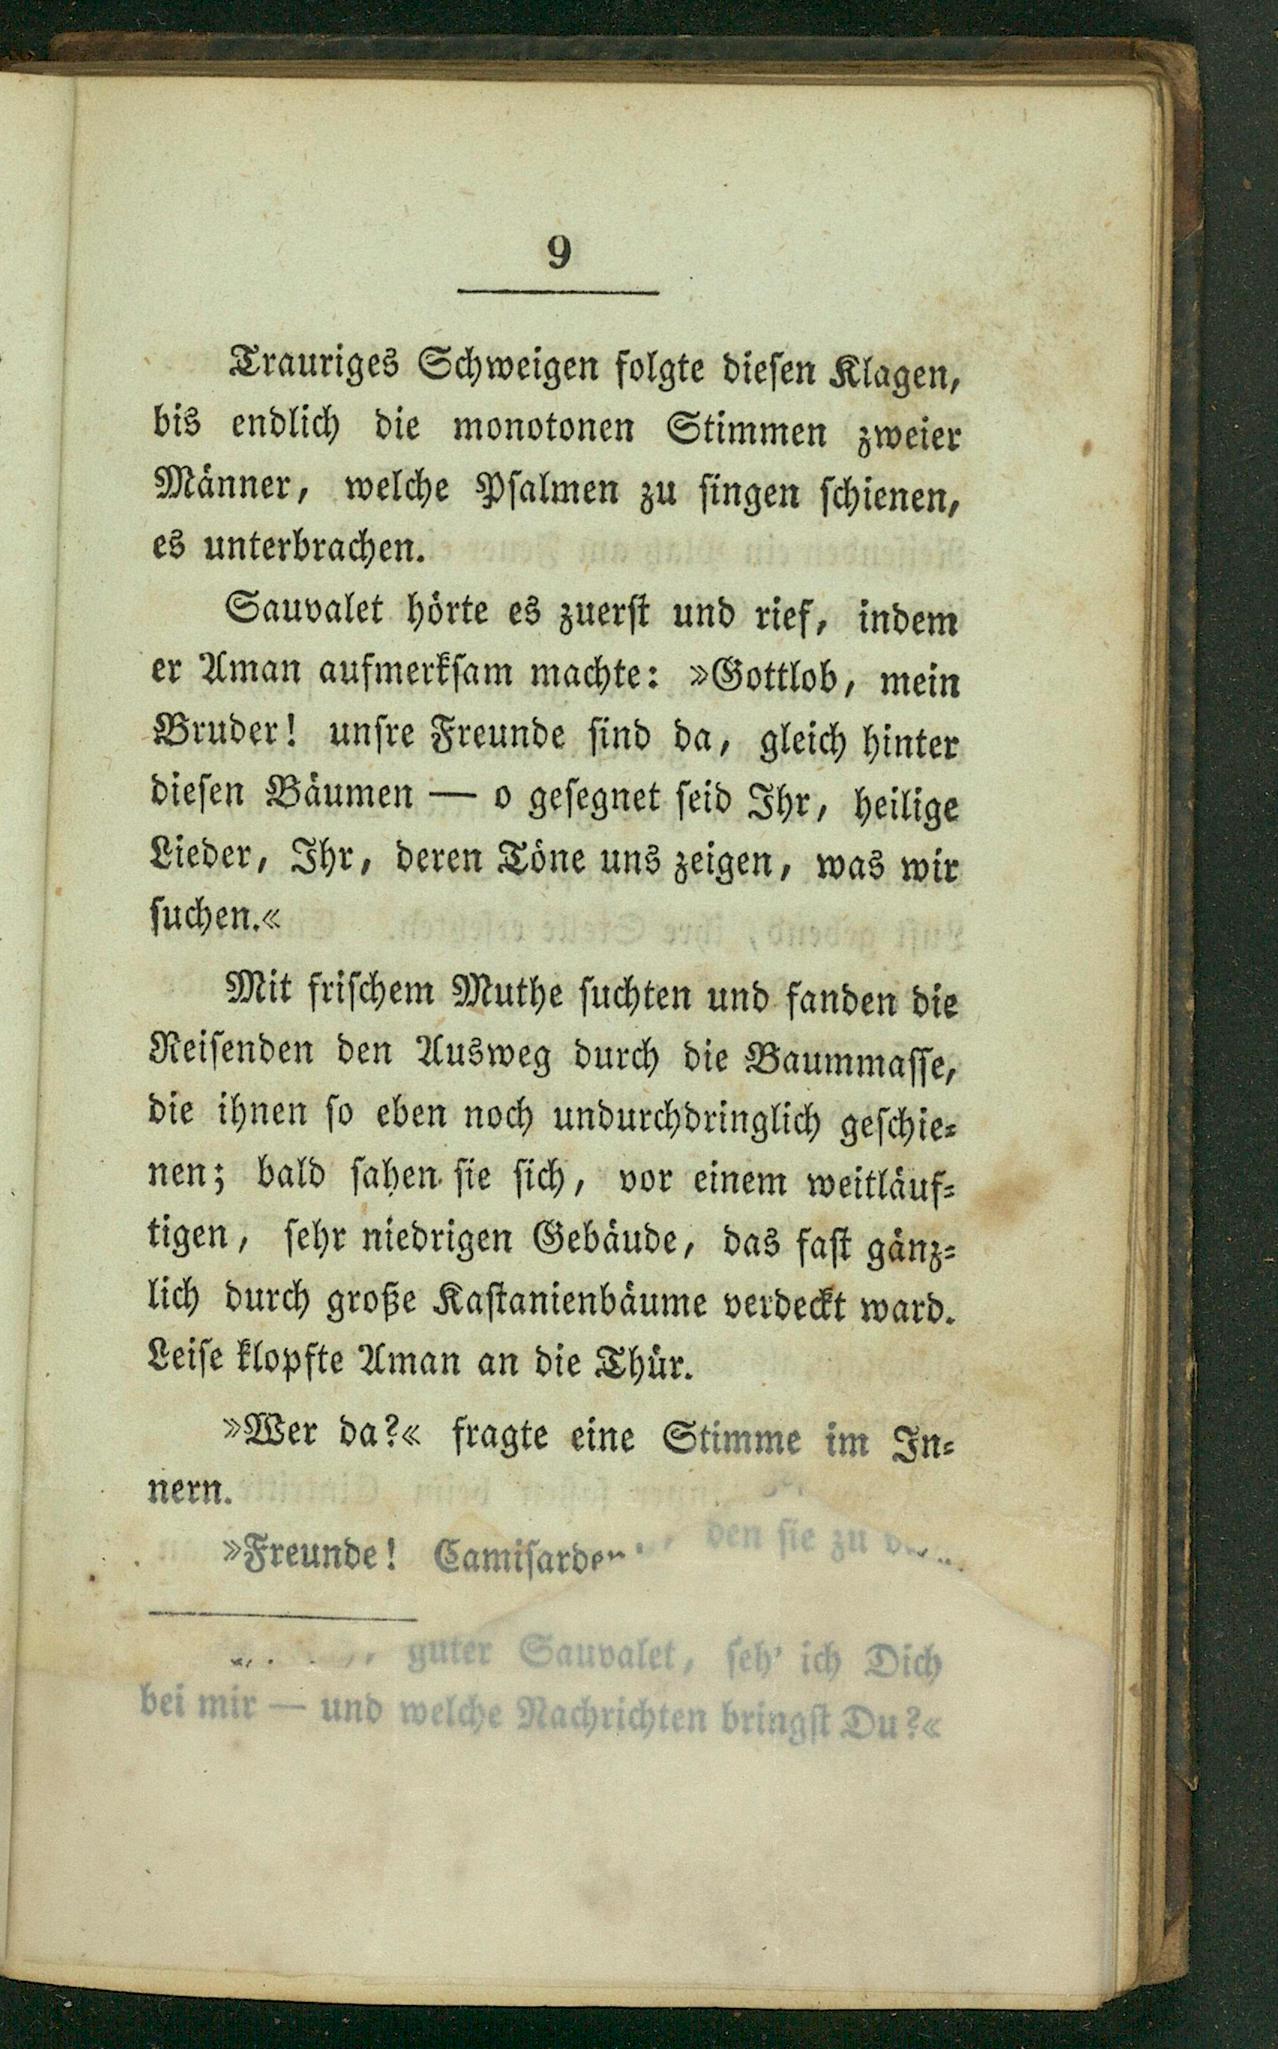 9
Trauriges Schweigen folgte diesen Klagen,
bis endlich die monotonen Stimmen zweier
Männer, welche Psalmen zu singen schienen,
es unterbrachen.
Sauvalet hörte es zuerst und rief, indem
er Aman aufmerksam machte: »Gottlob, mein
Bruder! unsre Freunde sind da, gleich hinter
diesen Bäumen — o gesegnet seid Ihr, heilige
Lieder, Ihr, deren Töne uns zeigen, was wir
suchen.«
Mit frischem Muthe suchten und fanden die
Reisenden den Ausweg durch die Baummasse,
die ihnen so eben noch undurchdringlich geschie-
nen; bald sahen sie sich, vor einem weitläuf-
tigen, sehr niedrigen Gebäude, das fast gänz-
lich durch große Kastanienbäume verdeckt ward.
Leise klopfte Aman an die Thür.
»Wer da?« fragte eine Stimme im In-
nern.
»Freunde! Camisarden
den sie zu
guter Sauvalet, seh' ich Dich
bei mir — und welche Nachrichten bringst Du?«